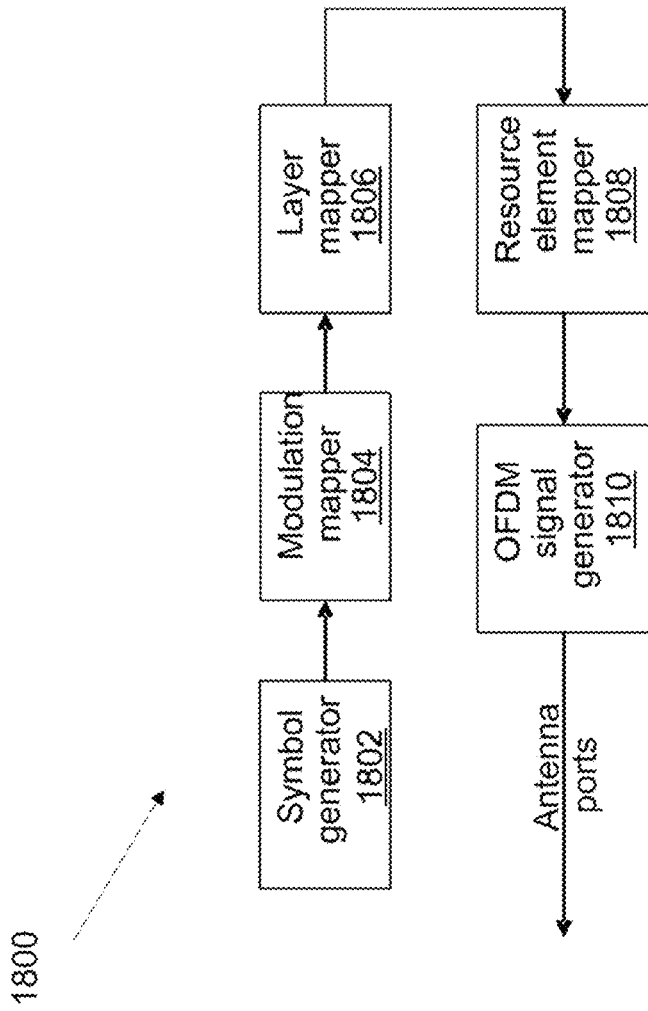 1800
Symbol
generator
1802
Modulation
mapper
1804
Layer
mapper
1806
Resource
element
mapper
1808
OFDM
signal
generator
1810
Antenna
ports